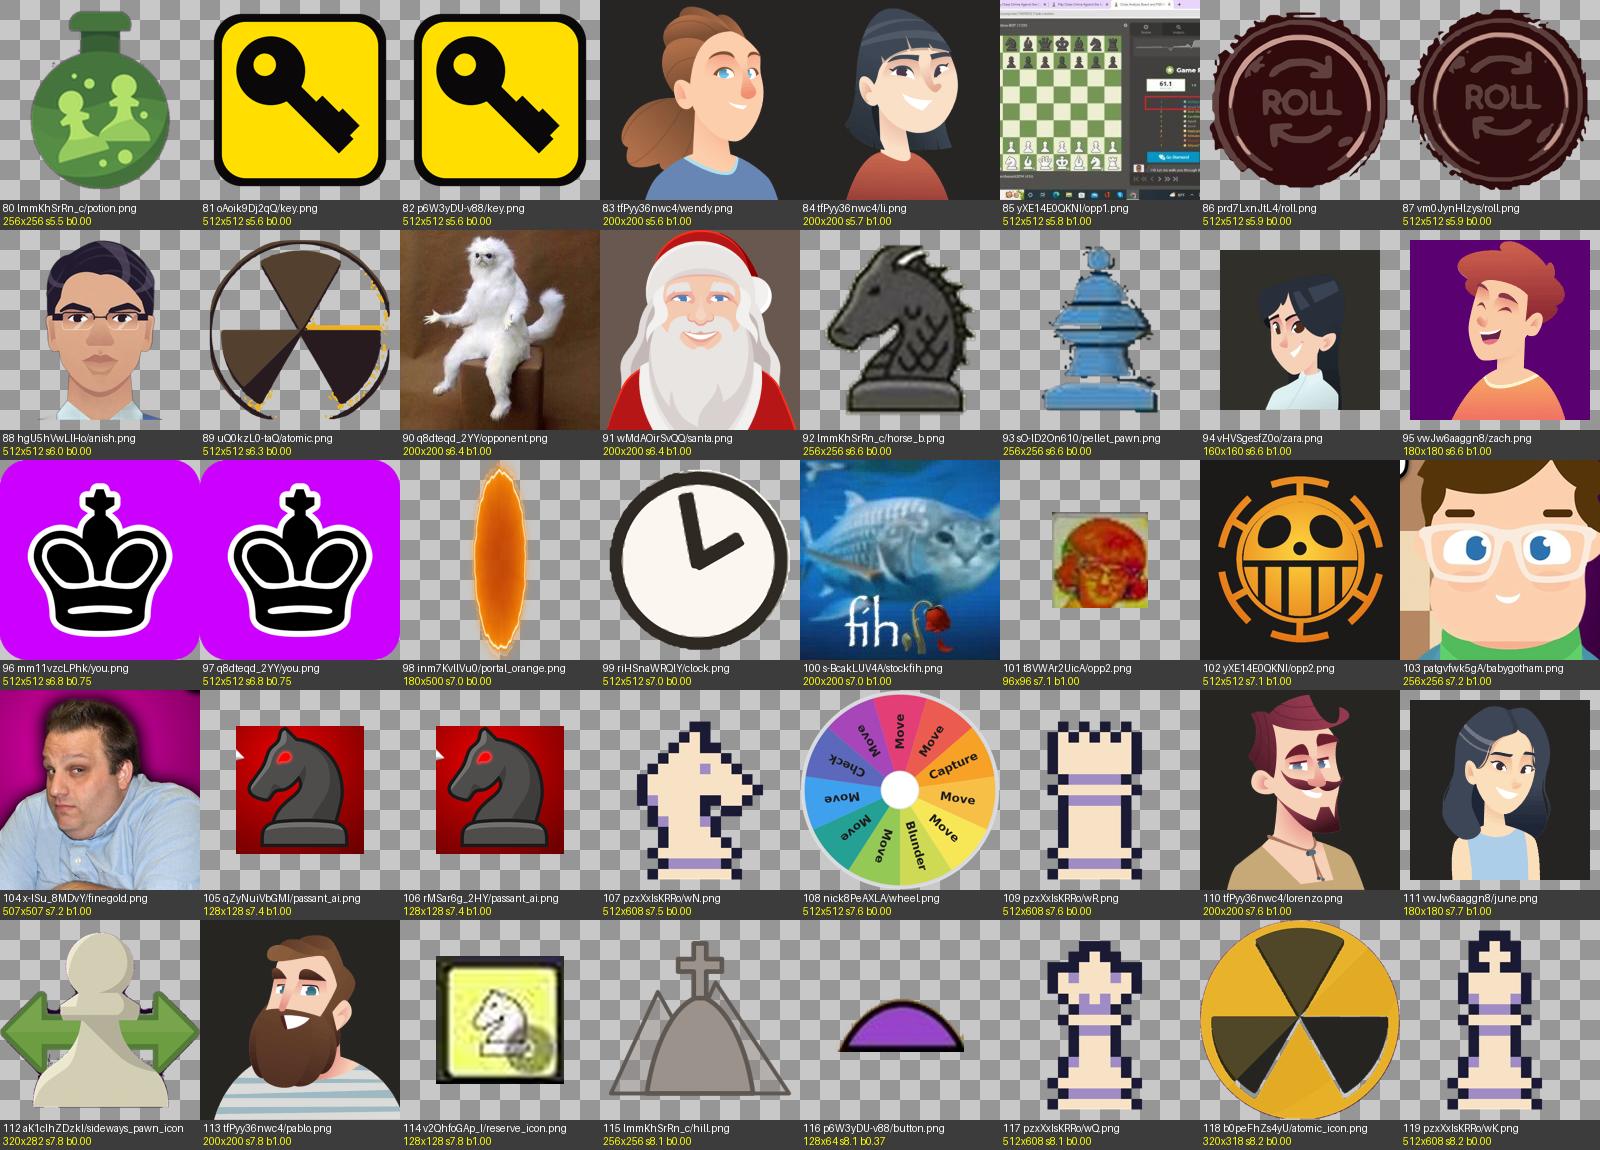 ROLL
ROLL
80 lmmKhSrRn_c/potion.png
256x256 s5.5 b0.00
81 oAoik9Dj2qQ/key.png
512x512 s5.6 b0.00
82 p6W3yDU-v88/key.png
512x512 s5.6 b0.00
83 tfPyy36nwc4/wendy.png
200x200 s5.6 b1.00
84 tfPyy36nwc4/li.png
200x200 s5.7 b1.00
85 yXE14E0QKNI/opp1.png
512x512 s5.8 b1.00
86 prd7LxnJtL4/roll.png
512x512 s5.9 b0.00
87 vm0JynHIzys/roll.png
512x512 s5.9 b0.00
88 hgU5hVwLIHo/anish.png
512x512 s6.0 b0.00
89 uQ0kzL0-taQ/atomic.png
512x512 s6.3 b0.00
90 q8dteqd_2YY/opponent.png
200x200 s6.4 b1.00
91 wMdAOirSvQQ/santa.png
200x200 s6.4 b1.00
92 lmmKhSrRn_c/horse_b.png
256x256 s6.6 b0.00
93 sO-ID2On610/pellet_pawn.png
256x256 s6.6 b0.00
94 vHVSgesfZ0o/zara.png
160x160 s6.6 b1.00
95 vwJw6aaggn8/zach.png
180x180 s6.6 b1.00
fih
96 mm11vzcLPhk/you.png
512x512 s6.8 b0.75
97 q8dteqd_2YY/you.png
512x512 s6.8 b0.75
98 inm7KvllVu0/portal_orange.png
180x500 s7.0 b0.00
99 riHSnaWRQIY/clock.png
512x512 s7.0 b0.00
100 s-BcakLUV4A/stockfih.png
200x200 s7.0 b1.00
101 t8VWAr2UicA/opp2.png
96x96 s7.1 b1.00
102 yXE14E0QKNI/opp2.png
512x512 s7.1 b1.00
103 patgvfwk5gA/babygotham.png
256x256 s7.2 b1.00
Move
Move
Capture
Move
Move
Blunder
Move
Move
Move
Check
Move
104 x-ISu_8MDvY/finegold.png
507x507 s7.2 b1.00
105 qZyNuiVbGMI/passant_ai.png
128x128 s7.4 b1.00
106 rMSar6g_2HY/passant_ai.png
128x128 s7.4 b1.00
107 pzxXxIsKRRo/wN.png
512x608 s7.5 b0.00
108 nick8PeAXLA/wheel.png
512x512 s7.6 b0.00
109 pzxXxIsKRRo/wR.png
512x608 s7.6 b0.00
110 tfPyy36nwc4/lorenzo.png
200x200 s7.6 b1.00
111 vwJw6aaggn8/june.png
180x180 s7.7 b1.00
112 aK1cIhZDzkI/sideways_pawn_icon
320x282 s7.8 b0.00
113 tfPyy36nwc4/pablo.png
200x200 s7.8 b1.00
114 v2QhfoGAp_I/reserve_icon.png
128x128 s7.8 b1.00
115 lmmKhSrRn_c/hill.png
256x256 s8.1 b0.00
116 p6W3yDU-v88/button.png
128x64 s8.1 b0.37
117 pzxXxIsKRRo/wQ.png
512x608 s8.1 b0.00
118 b0peFhZs4yU/atomic_icon.png
320x318 s8.2 b0.00
119 pzxXxIsKRRo/wK.png
512x608 s8.2 b0.00